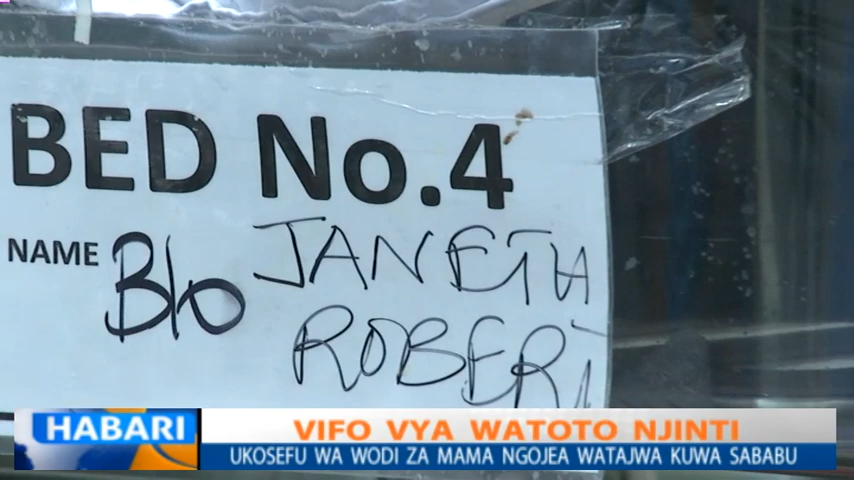 BED No.4
NAME B/o JANETH
ROBERT
HABARI
VIFO VYA WATOTO NJINTI
UKOSEFU WA WODI ZA MAMA NGOJEA WATAJWA KUWA SABABU